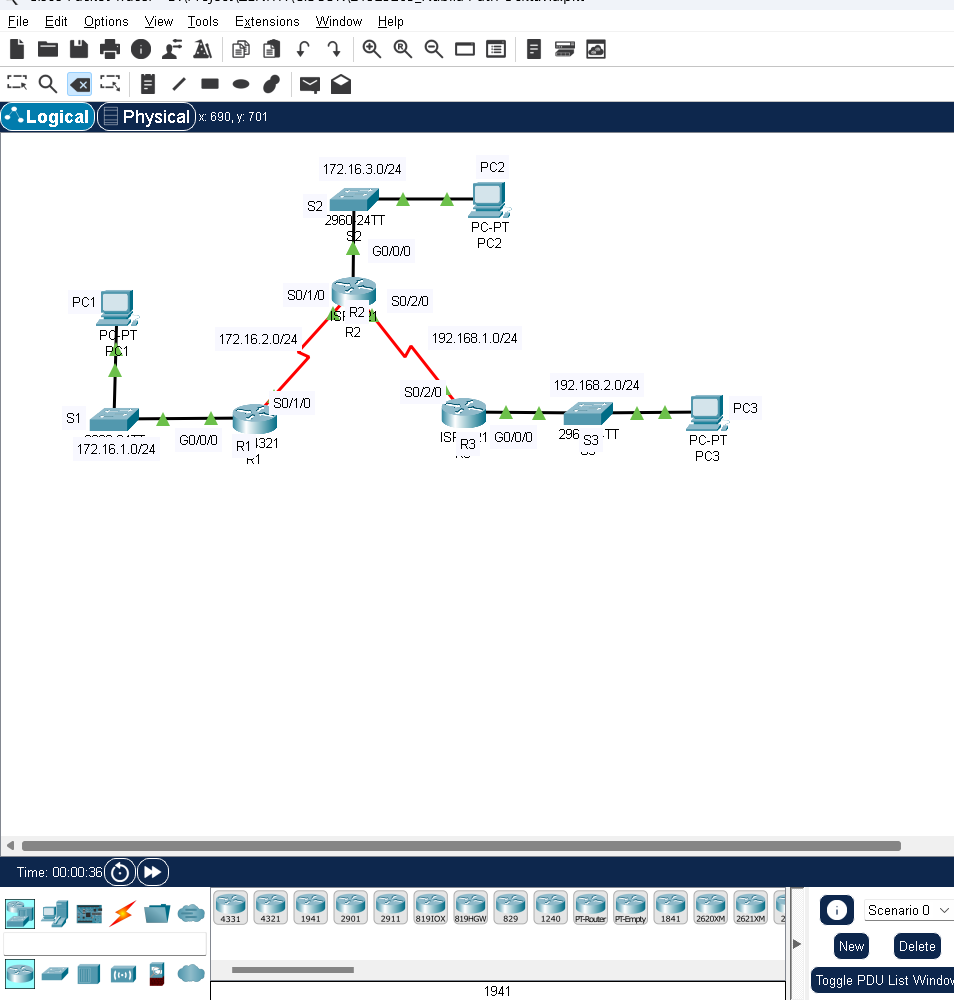 File Edit Options View Tools Extensions Window Help
Logical Physical x: 690, y: 701
172.16.3.0/24
PC2
S2
2960-24TT
S2
PC-PT
PC2
G0/0/0
S0/1/0
S0/2/0
R2
R2
PC1
PC-PT
PC1
172.16.2.0/24
192.168.1.0/24
S0/2/0
192.168.2.0/24
S0/1/0
PC3
S1
G0/0/0
172.16.1.0/24
R1
R1
R3
G0/0/0
S3
PC-PT
PC3
Time: 00:00:36
4331 4321 1941 2901 2911 819IOX 819HGW 829 1240 PT-Router PT-Empty 1841 2620XM 2621XM
Scenario 0
New Delete
Toggle PDU List Window
1941